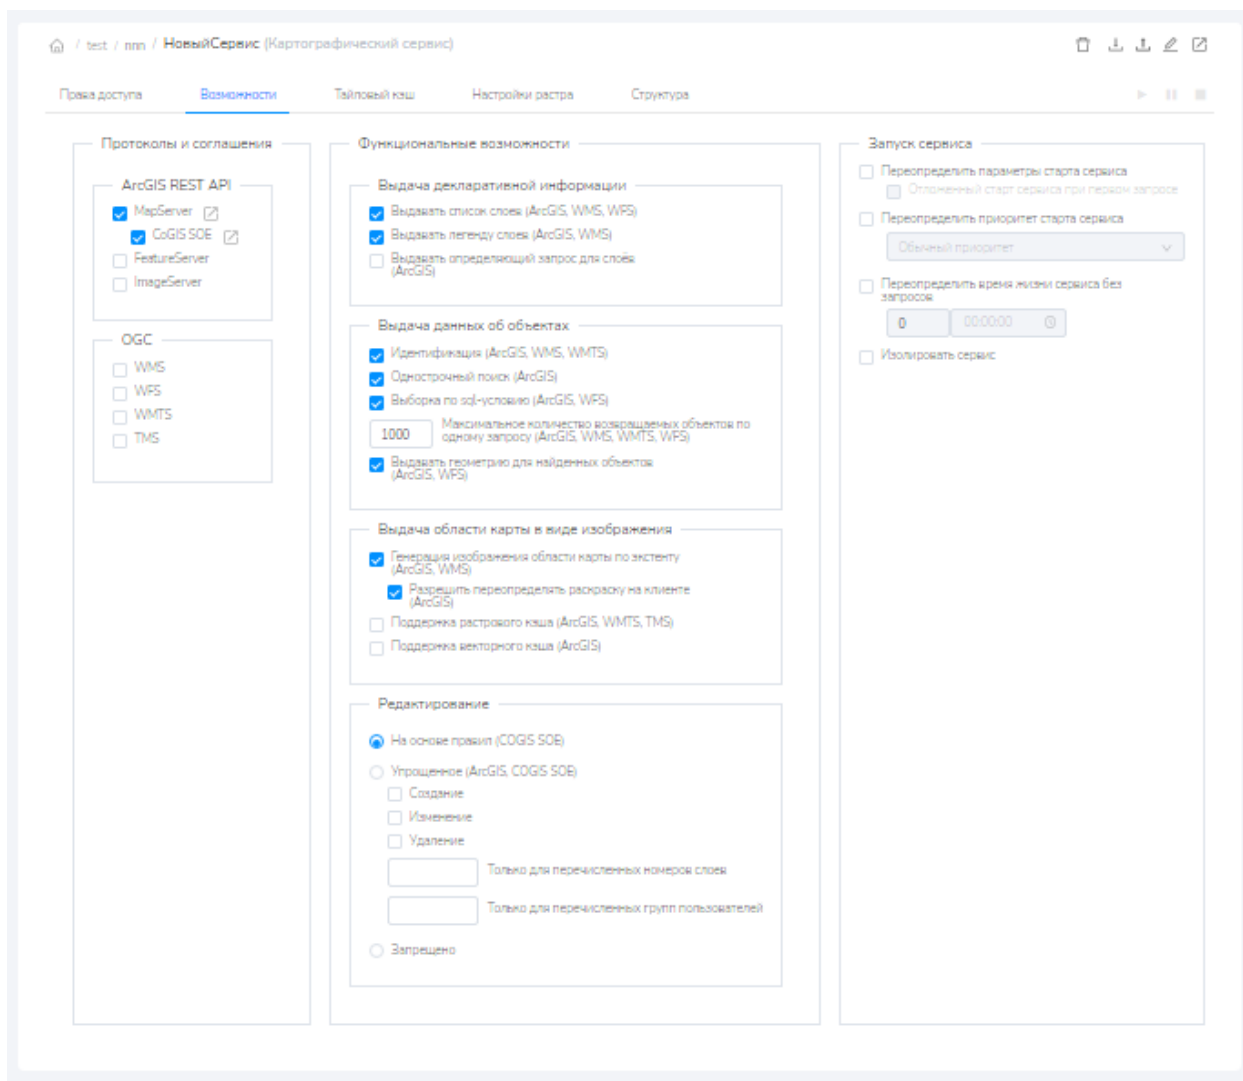 / test / nnn / НовыйСервис (Картографический сервис)
Права доступа Возможности Тайловый кэш Настройки растра Структура
Протоколы и соглашения
ArcGIS REST API
MapServer
CoGIS SOE
FeatureServer
ImageServer
OGC
WMS
WFS
WMTS
TMS
Функциональные возможности
Выдача декларативной информации
Выдавать список слоев (ArcGIS, WMS, WFS)
Выдавать легенду слоев (ArcGIS, WMS)
Выдавать определяющий запрос для слоёв
(ArcGIS)
Выдача данных об объектах
Идентификация (ArcGIS, WMS, WMTS)
Однострочный поиск (ArcGIS)
Выборка по sql-условию (ArcGIS, WFS)
1000
Максимальное количество возвращаемых объектов по
одному запросу (ArcGIS, WMS, WMTS, WFS)
Выдавать геометрию для найденных объектов
(ArcGIS, WFS)
Выдача области карты в виде изображения
Генерация изображения области карты по экстенту
(ArcGIS, WMS)
Разрешить переопределять раскраску на клиенте
(ArcGIS)
Поддержка растрового кэша (ArcGIS, WMTS, TMS)
Поддержка векторного кэша (ArcGIS)
Редактирование
На основе правил (COGIS SOE)
Упрощенное (ArcGIS, COGIS SOE)
Создание
Изменение
Удаление
Только для перечисленных номеров слоев
Только для перечисленных групп пользователей
Запрещено
Запуск сервиса
Переопределить параметры старта сервиса
Отложенный старт сервиса при первом запросе
Переопределить приоритет старта сервиса
Обычный приоритет
Переопределить время жизни сервиса без
запросов
0 00:00:00
Изолировать сервис